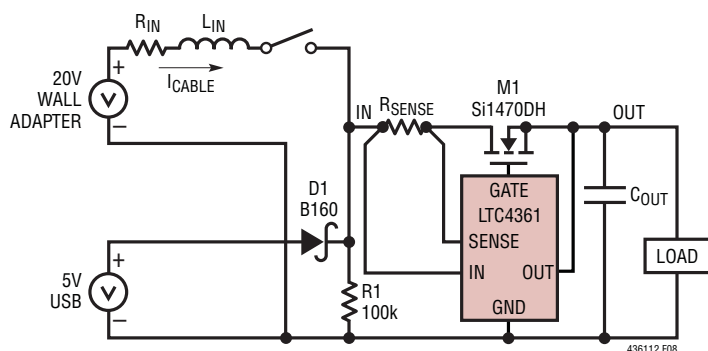 RIN
LIN
ICABLE
+
20V
WALL
ADAPTER
V
–
IN
RSENSE
M1
Si1470DH
OUT
D1
B160
GATE
LTC4361
SENSE
IN
OUT
GND
COUT
LOAD
+
5V
USB
V
–
R1
100k
436112 F08